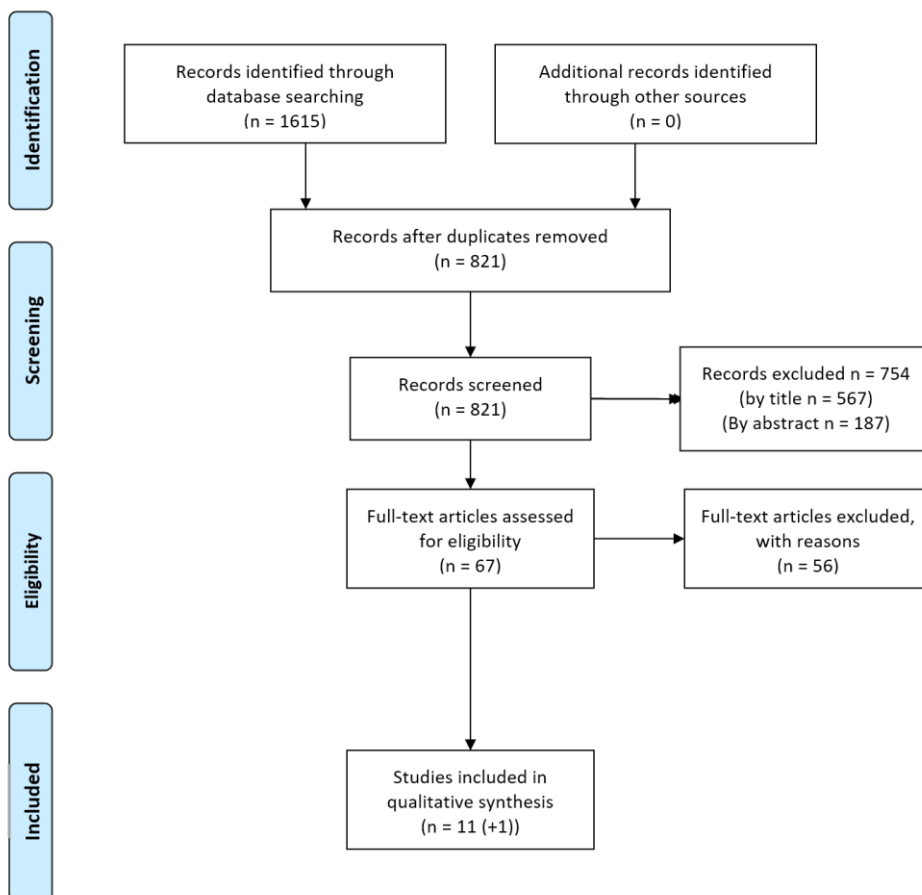 Identification
Records identified through
database searching
(n = 1615)
Additional records identified
through other sources
(n = 0)
Records after duplicates removed
(n = 821)
Screening
Records screened
(n = 821)
Records excluded n = 754
(by title n = 567)
(By abstract n = 187)
Eligibility
Full-text articles assessed
for eligibility
(n = 67)
Full-text articles excluded,
with reasons
(n = 56)
Included
Studies included in
qualitative synthesis
(n = 11 (+1))